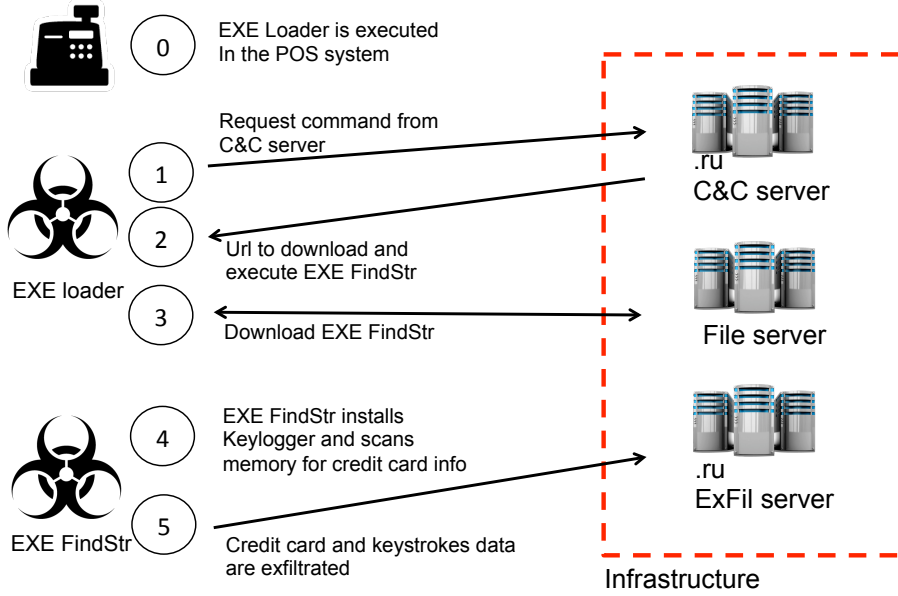 0
EXE Loader is executed
In the POS system
Request command from
C&C server
1
.ru
C&C server
2
Url to download and
execute EXE FindStr
EXE loader
3
Download EXE FindStr
File server
4
EXE FindStr installs
Keylogger and scans
memory for credit card info
.ru
ExFil server
5
EXE FindStr
Credit card and keystrokes data
are exfiltrated
Infrastructure